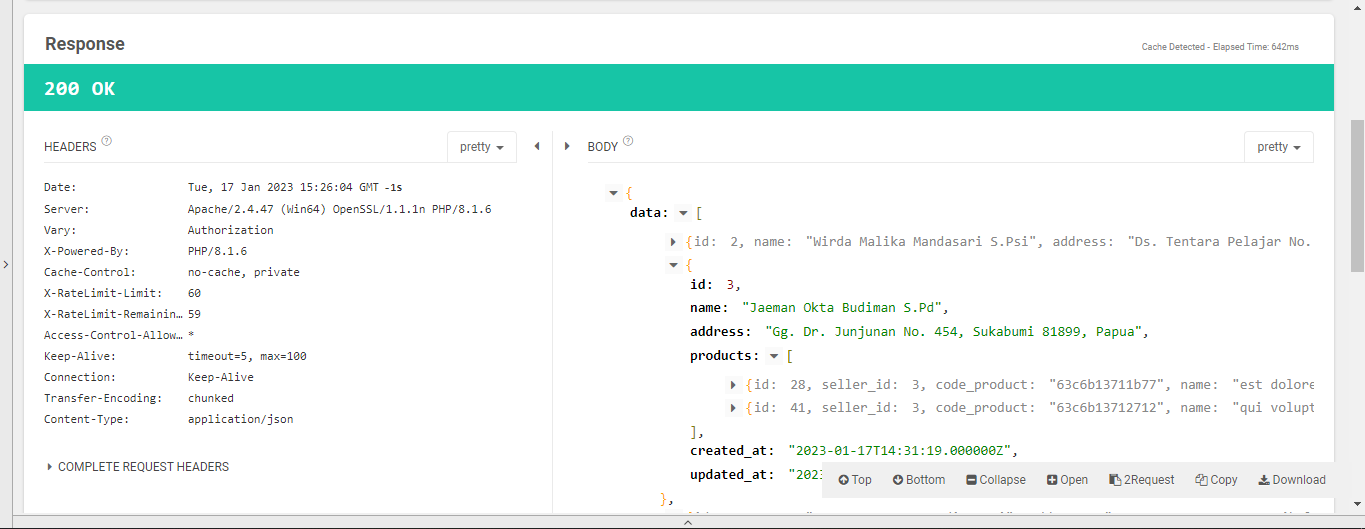 Response
Cache Detected - Elapsed Time: 642ms
200 OK
HEADERS
pretty
Date: Tue, 17 Jan 2023 15:26:04 GMT -1s
Server: Apache/2.4.47 (Win64) OpenSSL/1.1.1n PHP/8.1.6
Vary: Authorization
X-Powered-By: PHP/8.1.6
Cache-Control: no-cache, private
X-RateLimit-Limit: 60
X-RateLimit-Remainin… 59
Access-Control-Allow… *
Keep-Alive: timeout=5, max=100
Connection: Keep-Alive
Transfer-Encoding: chunked
Content-Type: application/json
COMPLETE REQUEST HEADERS
BODY
pretty
{
data: [
{id: 2, name: "Wirda Malika Mandasari S.Psi", address: "Ds. Tentara Pelajar No.
{
id: 3,
name: "Jaeman Okta Budiman S.Pd",
address: "Gg. Dr. Junjunan No. 454, Sukabumi 81899, Papua",
products: [
{id: 28, seller_id: 3, code_product: "63c6b13711b77", name: "est dolore
{id: 41, seller_id: 3, code_product: "63c6b13712712", name: "qui volupt
],
created_at: "2023-01-17T14:31:19.000000Z",
updated_at: "202
},
Top Bottom Collapse Open 2Request Copy Download